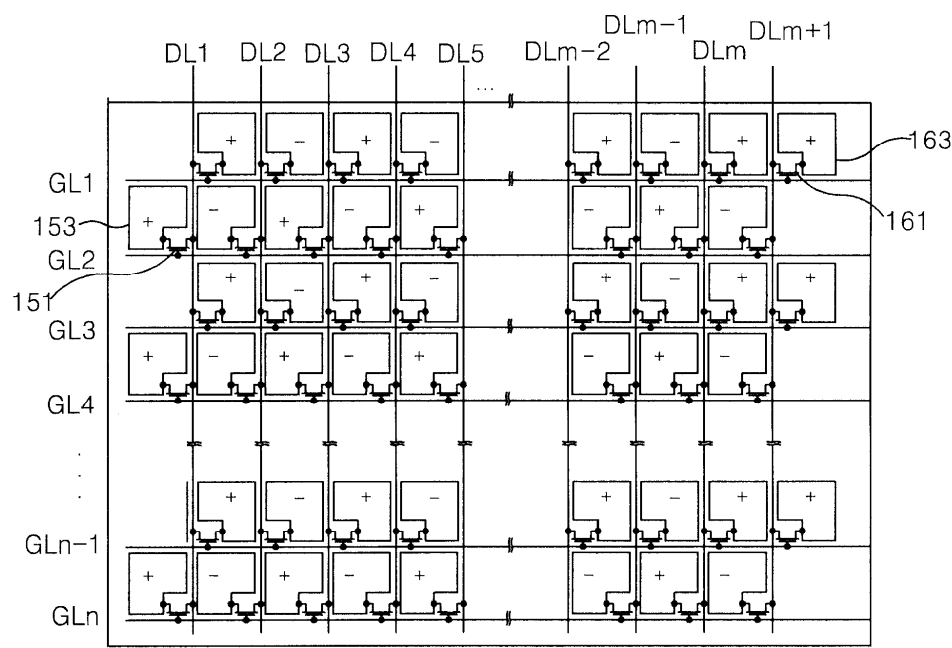 DL1 DL2 DL3 DL4 DL5 ... DLm-2 DLm-1 DLm DLm+1
+ - + - + - + + 163
GL1 161
153 + - + - + - + -
GL2
151 + - + - + - + +
GL3
+ - + - + - + -
GL4
. . .
+ - + - + - + +
GLn-1
+ - + - + - + -
GLn